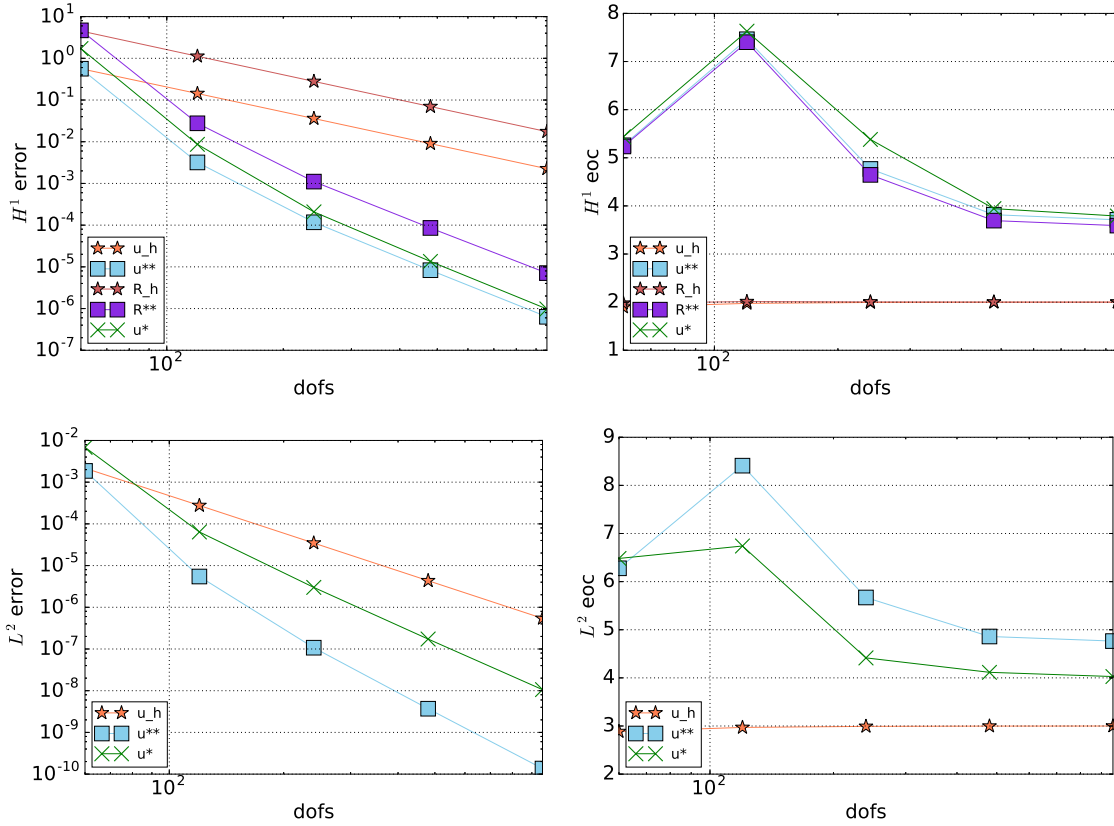 10^1
10^0
10^-1
10^-2
10^-3
10^-4
10^-5
10^-6
10^-7
H^1 error
u_h
u**
R_h
R**
u*
10^2
dofs
8
7
6
5
4
3
2
1
H^1 eoc
u_h
u**
R_h
R**
u*
10^2
dofs
10^-2
10^-3
10^-4
10^-5
10^-6
10^-7
10^-8
10^-9
10^-10
L^2 error
u_h
u**
u*
10^2
dofs
9
8
7
6
5
4
3
2
L^2 eoc
u_h
u**
u*
10^2
dofs